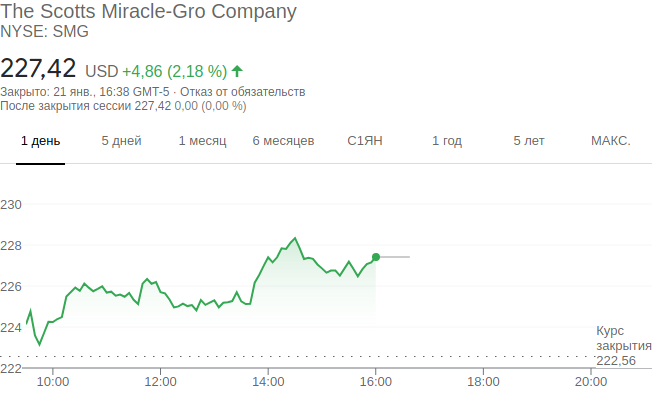 The Scotts Miracle-Gro Company
NYSE: SMG
227,42 USD +4,86 (2,18 %)
Закрыто: 21 янв., 16:38 GMT-5 · Отказ от обязательств
После закрытия сессии 227,42 0,00 (0,00 %)
1 день 5 дней 1 месяц 6 месяцев С1ЯН 1 год 5 лет МАКС.
230
228
226
224
Курс
закрытия
222,56
222
10:00 12:00 14:00 16:00 18:00 20:00